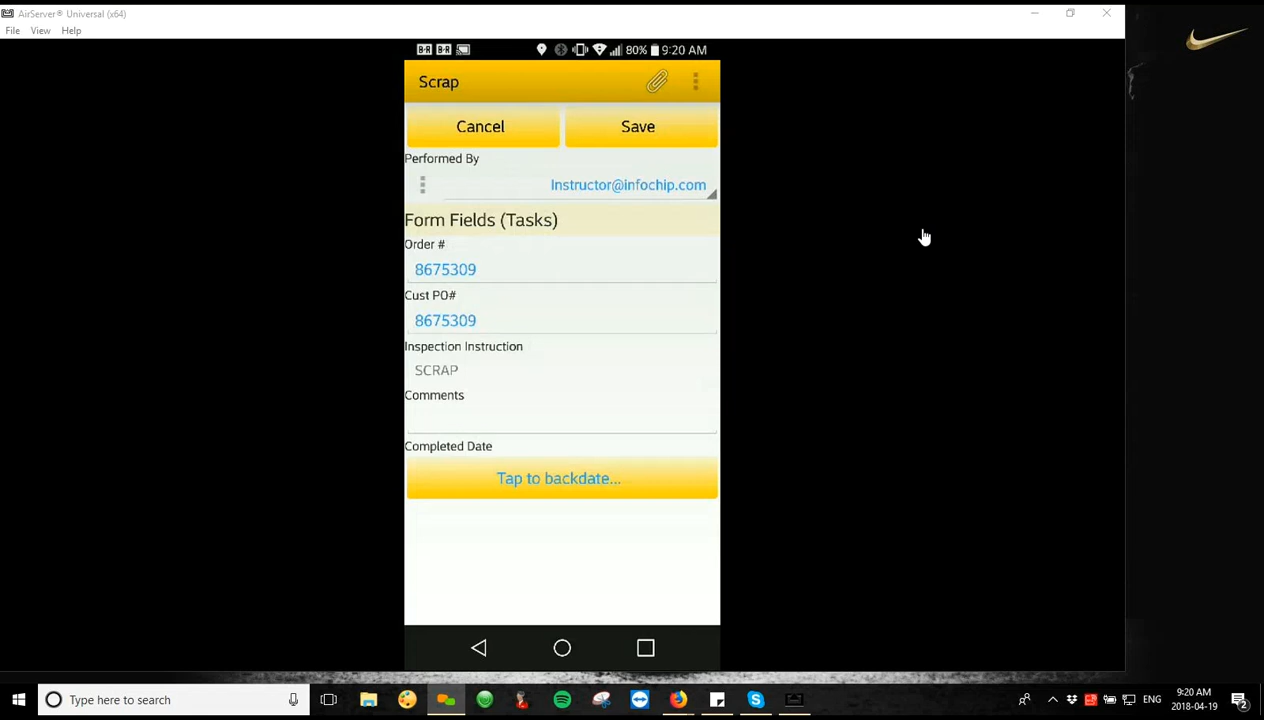 AirServer® Universal (x64)
File View Help
B·R B·R 80% 9:20 AM
Scrap
Cancel Save
Performed By
Instructor@infochip.com
Form Fields (Tasks)
Order #
8675309
Cust PO#
8675309
Inspection Instruction
SCRAP
Comments
Completed Date
Tap to backdate...
Type here to search
ENG
9:20 AM
2018-04-19
2